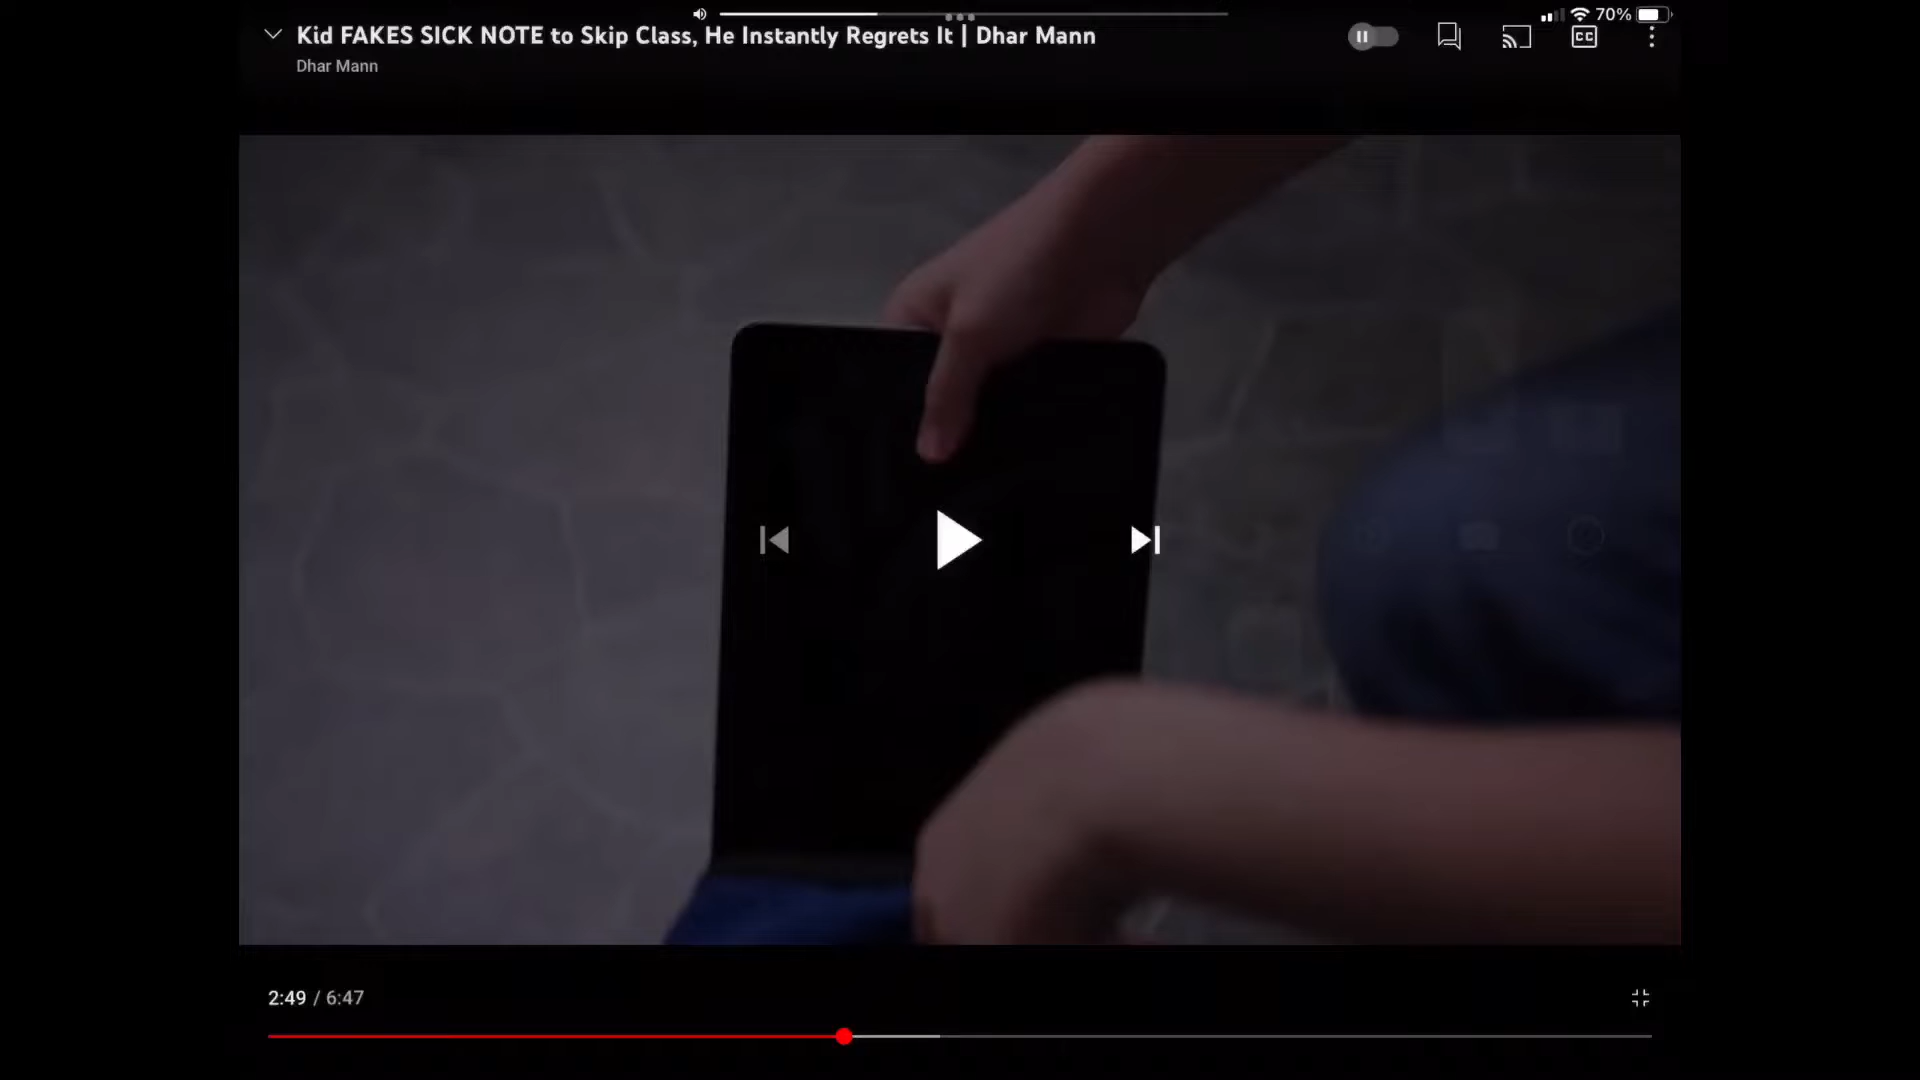 70%
Kid FAKES SICK NOTE to Skip Class, He Instantly Regrets It | Dhar Mann
CC
Dhar Mann
2:49 / 6:47